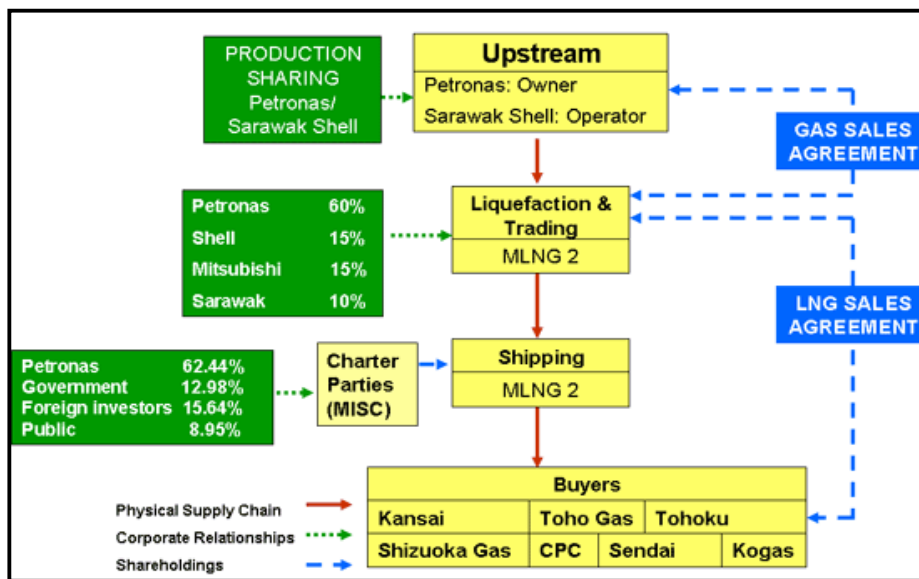 PRODUCTION
SHARING
Petronas/
Sarawak Shell
Upstream
Petronas: Owner
Sarawak Shell: Operator
GAS SALES
AGREEMENT
Petronas 60%
Shell 15%
Mitsubishi 15%
Sarawak 10%
Liquefaction &
Trading
MLNG 2
LNG SALES
AGREEMENT
Petronas 62.44%
Government 12.98%
Foreign investors 15.64%
Public 8.95%
Charter
Parties
(MISC)
Shipping
MLNG 2
Buyers
Kansai Toho Gas Tohoku
Shizuoka Gas CPC Sendai Kogas
Physical Supply Chain
Corporate Relationships
Shareholdings